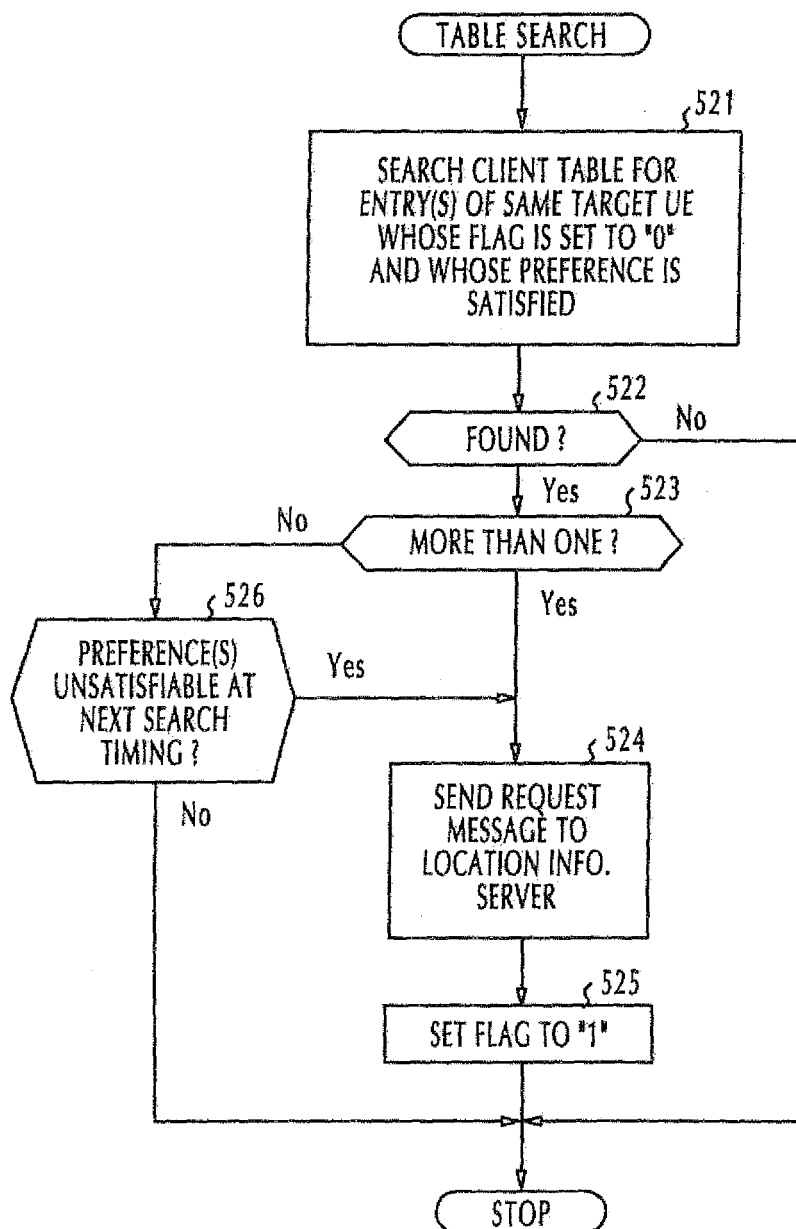 TABLE SEARCH
521
SEARCH CLIENT TABLE FOR
ENTRY(S) OF SAME TARGET UE
WHOSE FLAG IS SET TO "0"
AND WHOSE PREFERENCE IS
SATISFIED
522
FOUND ?
No
Yes
523
MORE THAN ONE ?
No
Yes
526
PREFERENCE(S)
UNSATISFIABLE AT
NEXT SEARCH
TIMING ?
Yes
No
524
SEND REQUEST
MESSAGE TO
LOCATION INFO.
SERVER
525
SET FLAG TO "1"
STOP